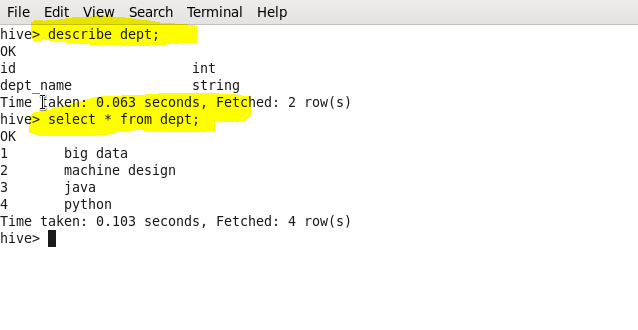 File Edit View Search Terminal Help
hive> describe dept;
OK
id int
dept_name string
Time taken: 0.063 seconds, Fetched: 2 row(s)
hive> select * from dept;
OK
1 big data
2 machine design
3 java
4 python
Time taken: 0.103 seconds, Fetched: 4 row(s)
hive>